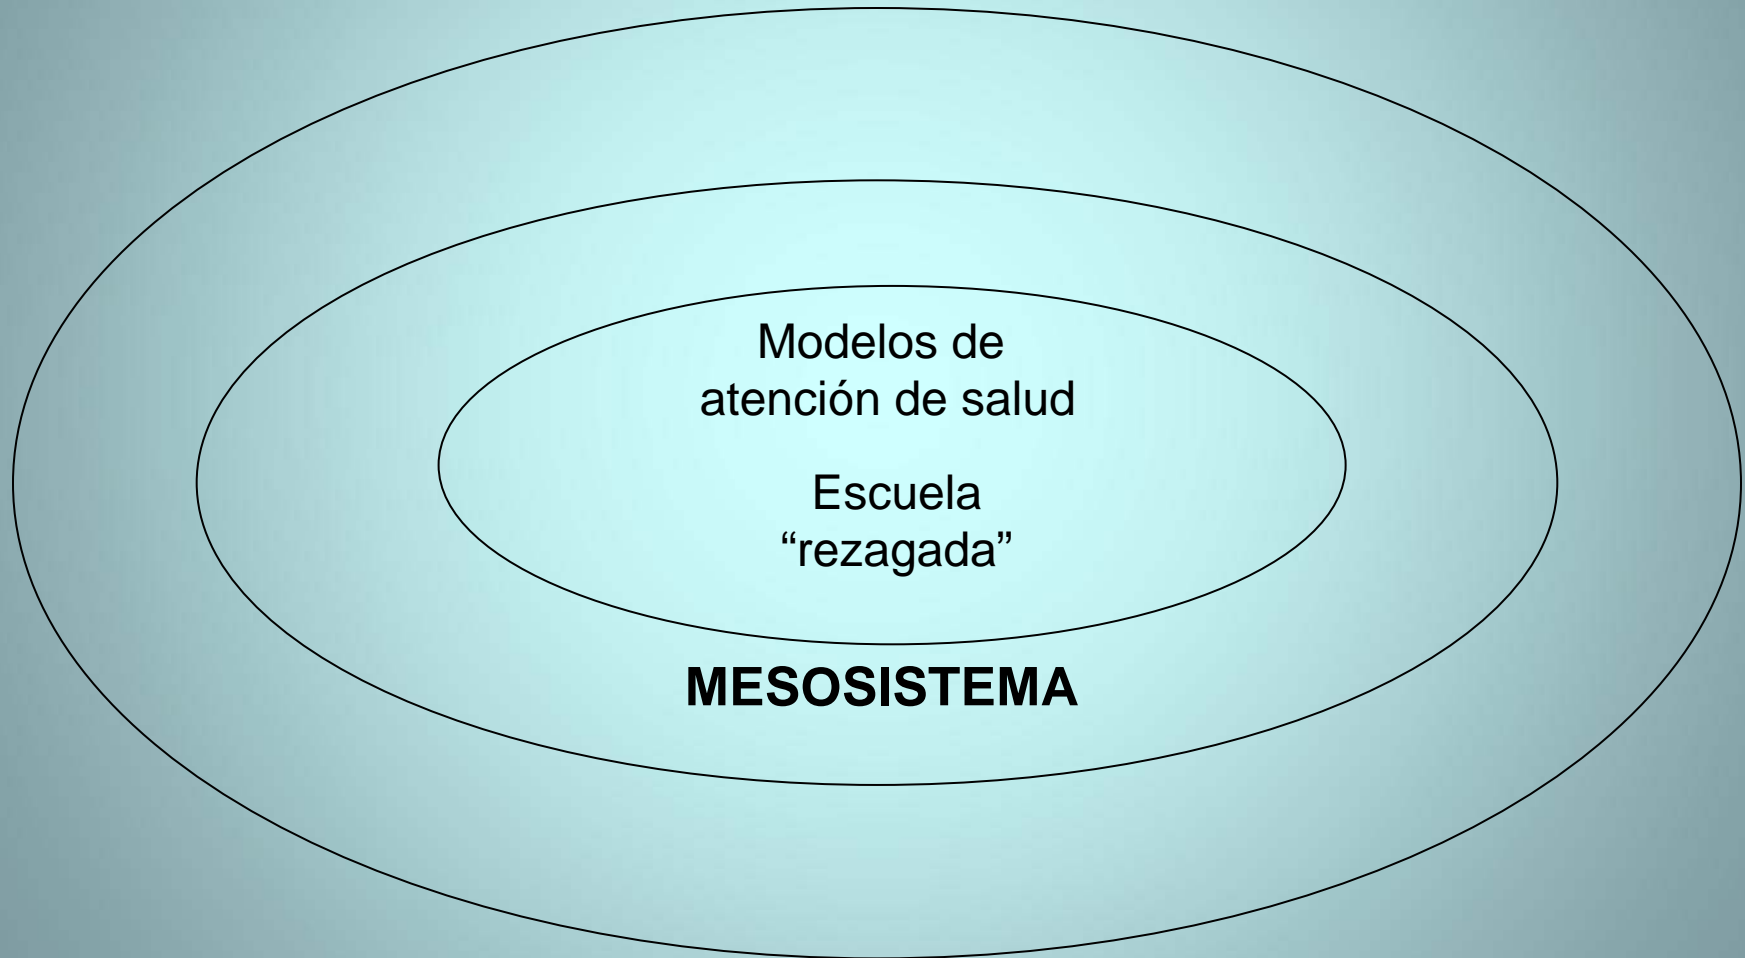 Modelos de
atención de salud
Escuela
“rezagada”
MESOSISTEMA